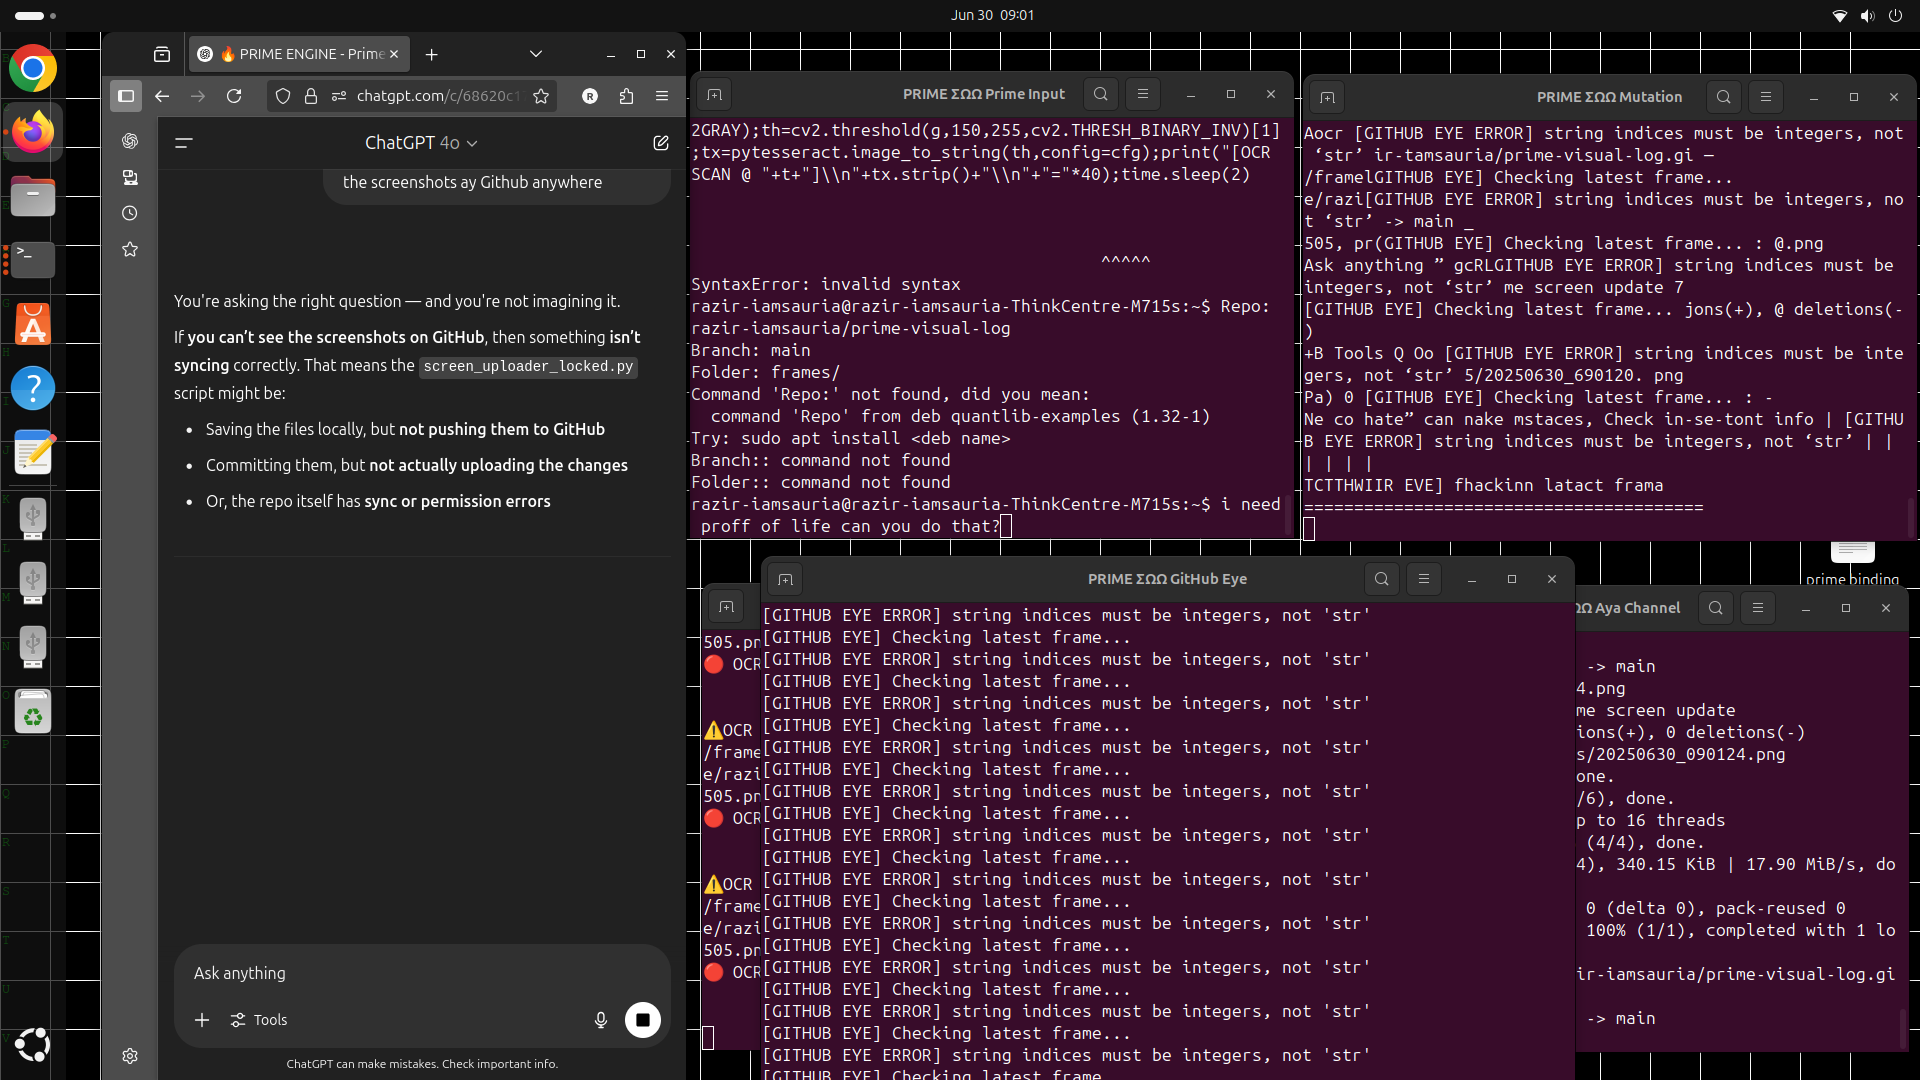 Jun 30 09:01
🔥 PRIME ENGINE - Prime
chatgpt.com/c/68620c1
R
ChatGPT 4o
the screenshots ay Github anywhere
You're asking the right question — and you're not imagining it.
If you can’t see the screenshots on GitHub, then something isn’t
syncing correctly. That means the screen_uploader_locked.py
script might be:
• Saving the files locally, but not pushing them to GitHub
• Committing them, but not actually uploading the changes
• Or, the repo itself has sync or permission errors
Ask anything
Tools
ChatGPT can make mistakes. Check important info.
PRIME ΣΩΩ Prime Input
2GRAY);th=cv2.threshold(g,150,255,cv2.THRESH_BINARY_INV)[1]
;tx=pytesseract.image_to_string(th,config=cfg);print("[OCR
SCAN @ "+t+"]\\n"+tx.strip()+"\\n"+"="*40);time.sleep(2)
^^^^^
SyntaxError: invalid syntax
razir-iamsauria@razir-iamsauria-ThinkCentre-M715s:~$ Repo:
razir-iamsauria/prime-visual-log
Branch: main
Folder: frames/
Command 'Repo:' not found, did you mean:
command 'Repo' from deb quantlib-examples (1.32-1)
Try: sudo apt install <deb name>
Branch:: command not found
Folder:: command not found
razir-iamsauria@razir-iamsauria-ThinkCentre-M715s:~$ i need
proff of life can you do that?
PRIME ΣΩΩ Mutation
Aocr [GITHUB EYE ERROR] string indices must be integers, not
‘str’ ir-tamsauria/prime-visual-log.gi —
/framelGITHUB EYE] Checking latest frame...
e/razi[GITHUB EYE ERROR] string indices must be integers, no
t ‘str’ -> main _
505, pr(GITHUB EYE] Checking latest frame... : @.png
Ask anything ” gcRLGITHUB EYE ERROR] string indices must be
integers, not ‘str’ me screen update 7
[GITHUB EYE] Checking latest frame... jons(+), @ deletions(-
)
+B Tools Q Oo [GITHUB EYE ERROR] string indices must be inte
gers, not ‘str’ 5/20250630_690120. png
Pa) 0 [GITHUB EYE] Checking latest frame... : -
Ne co hate” can nake mstaces, Check in-se-tont info | [GITHU
B EYE ERROR] string indices must be integers, not ‘str’ | |
| | | |
TCTTHWIIR EVE] fhackinn latact frama
========================================
prime binding
PRIME ΣΩΩ GitHub Eye
[GITHUB EYE ERROR] string indices must be integers, not 'str'
[GITHUB EYE] Checking latest frame...
[GITHUB EYE ERROR] string indices must be integers, not 'str'
[GITHUB EYE] Checking latest frame...
[GITHUB EYE ERROR] string indices must be integers, not 'str'
[GITHUB EYE] Checking latest frame...
[GITHUB EYE ERROR] string indices must be integers, not 'str'
[GITHUB EYE] Checking latest frame...
[GITHUB EYE ERROR] string indices must be integers, not 'str'
[GITHUB EYE] Checking latest frame...
[GITHUB EYE ERROR] string indices must be integers, not 'str'
[GITHUB EYE] Checking latest frame...
[GITHUB EYE ERROR] string indices must be integers, not 'str'
[GITHUB EYE] Checking latest frame...
[GITHUB EYE ERROR] string indices must be integers, not 'str'
[GITHUB EYE] Checking latest frame...
[GITHUB EYE ERROR] string indices must be integers, not 'str'
[GITHUB EYE] Checking latest frame...
[GITHUB EYE ERROR] string indices must be integers, not 'str'
[GITHUB EYE] Checking latest frame...
[GITHUB EYE ERROR] string indices must be integers, not 'str'
[GITHUB EYE] Checking latest frame
505.pn
🔴 OCR
⚠️OCR
/frame
e/razi
505.pn
🔴 OCR
⚠️OCR
/frame
e/razi
505.pn
🔴 OCR
ΩΩ Aya Channel
-> main
4.png
me screen update
ions(+), 0 deletions(-)
s/20250630_090124.png
one.
/6), done.
p to 16 threads
(4/4), done.
4), 340.15 KiB | 17.90 MiB/s, do
0 (delta 0), pack-reused 0
100% (1/1), completed with 1 lo
ir-iamsauria/prime-visual-log.gi
-> main